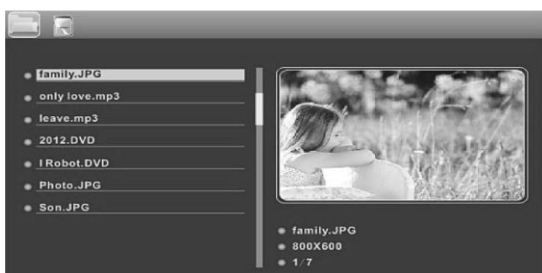 family.JPG
only love.mp3
leave.mp3
2012.DVD
I Robot.DVD
Photo.JPG
Son.JPG
family.JPG
800X600
1/7